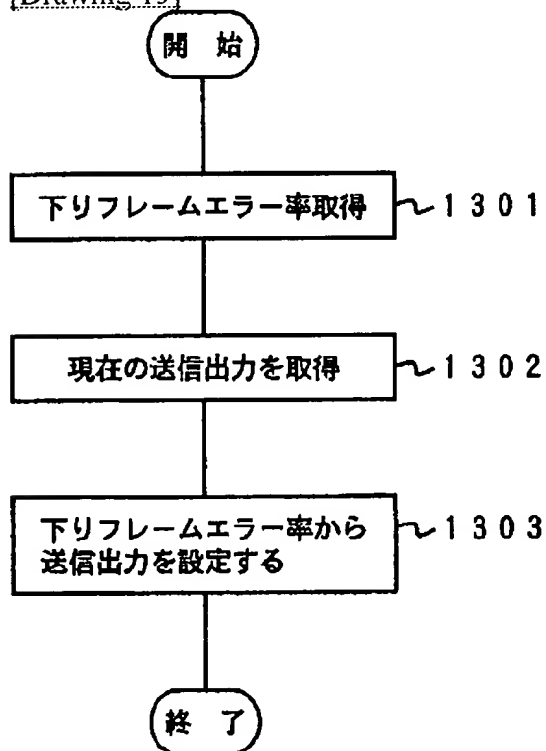 開 始
下りフレームエラー率取得
1301
現在の送信出力を取得
1302
下りフレームエラー率から
1303
送信出力を設定する
終 了